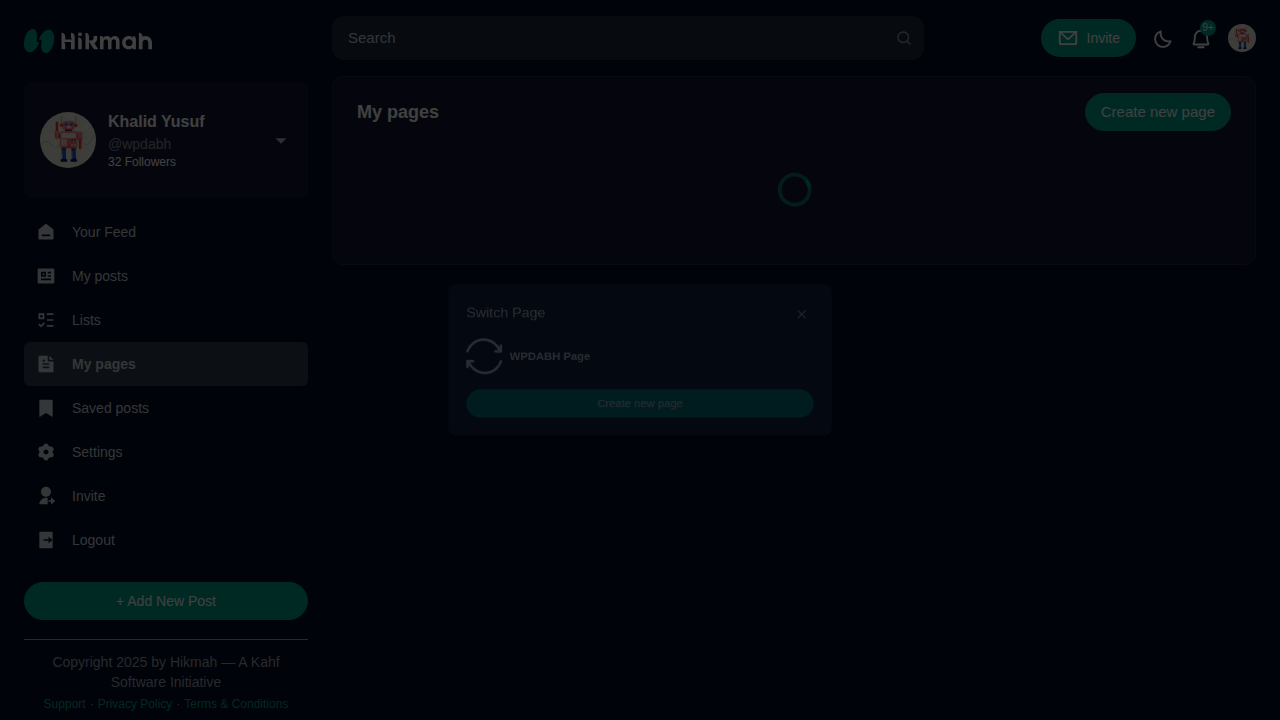 Hikmah
Search
Invite
9+
Khalid Yusuf
@wpdabh
32 Followers
My pages
Create new page
Your Feed
My posts
Lists
My pages
Saved posts
Settings
Invite
Logout
+ Add New Post
Copyright 2025 by Hikmah — A Kahf
Software Initiative
Support · Privacy Policy · Terms & Conditions
Switch Page
WPDABH Page
Create new page